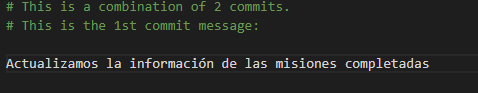 # This is a combination of 2 commits.
# This is the 1st commit message:
Actualizamos la información de las misiones completadas